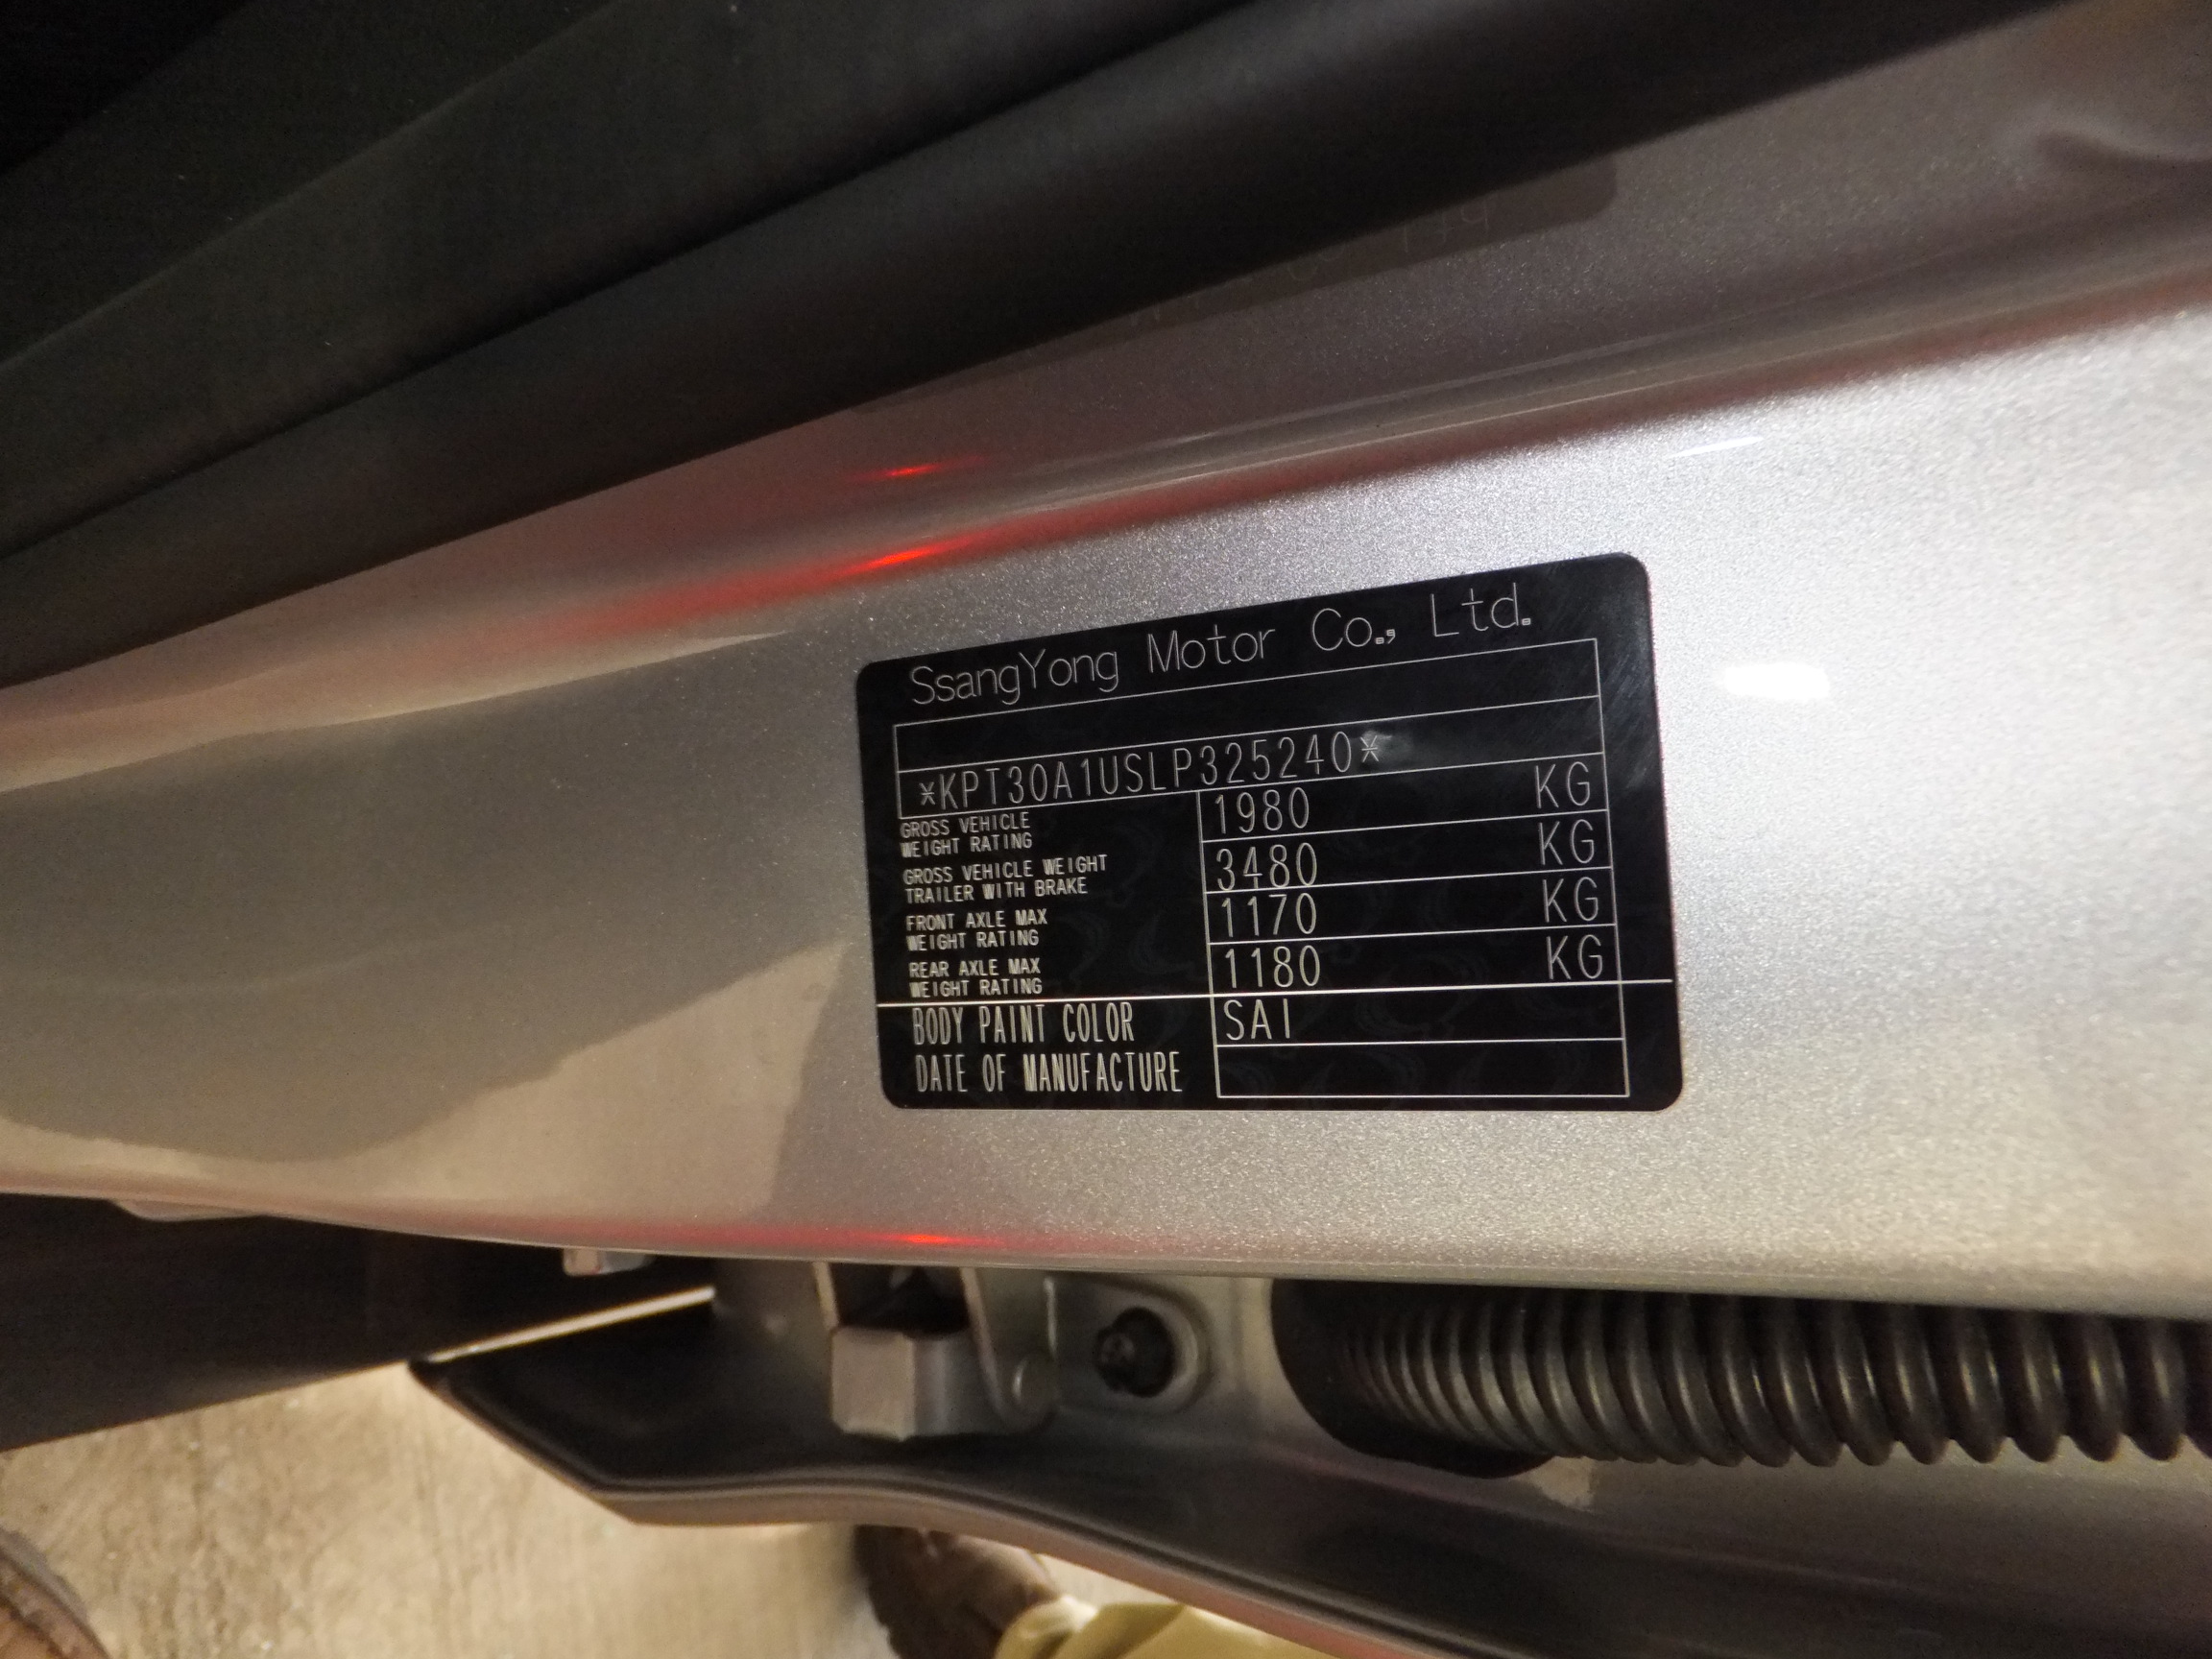 SsangYong Motor Co., Ltd.
*KPT30A1USLP325240*
GROSS VEHICLE
WEIGHT RATING
1980 KG
GROSS VEHICLE WEIGHT
TRAILER WITH BRAKE
3480 KG
FRONT AXLE MAX
WEIGHT RATING
1170 KG
REAR AXLE MAX
WEIGHT RATING
1180 KG
BODY PAINT COLOR SAI
DATE OF MANUFACTURE